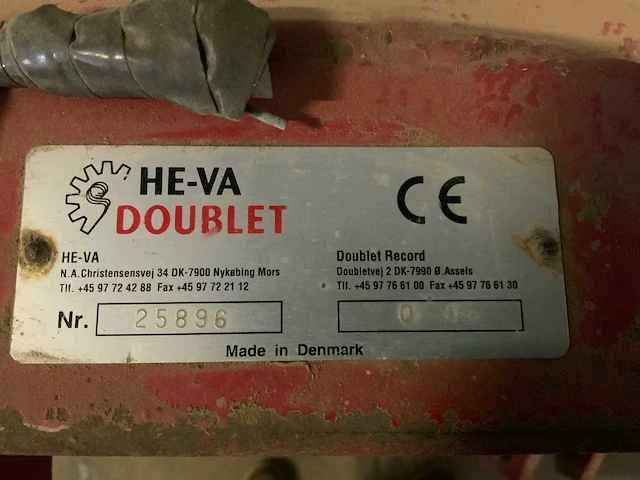 HE-VA
DOUBLET
CE
HE-VA
N.A.Christensensvej 34 DK-7900 Nykøbing Mors
Tlf. +45 97 72 42 88 Fax +45 97 72 21 12
Doublet Record
Doubletvej 2 DK-7990 Ø.Assels
Tlf. +45 97 76 61 00 Fax +45 97 76 61 30
Nr. 25896
Made in Denmark